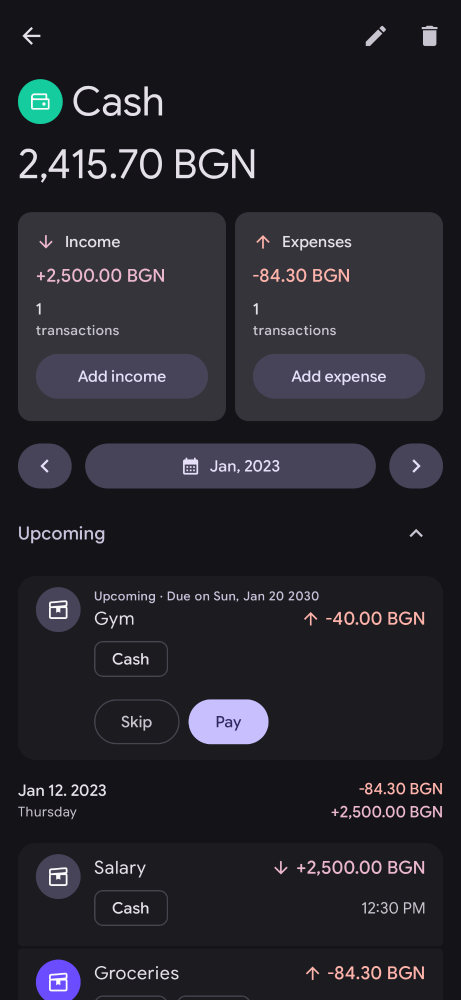 Cash
2,415.70 BGN
Income
+2,500.00 BGN
1
transactions
Add income
Expenses
-84.30 BGN
1
transactions
Add expense
Jan, 2023
Upcoming
Upcoming · Due on Sun, Jan 20 2030
Gym
-40.00 BGN
Cash
Skip
Pay
Jan 12. 2023
-84.30 BGN
Thursday
+2,500.00 BGN
Salary
+2,500.00 BGN
Cash
12:30 PM
Groceries
-84.30 BGN